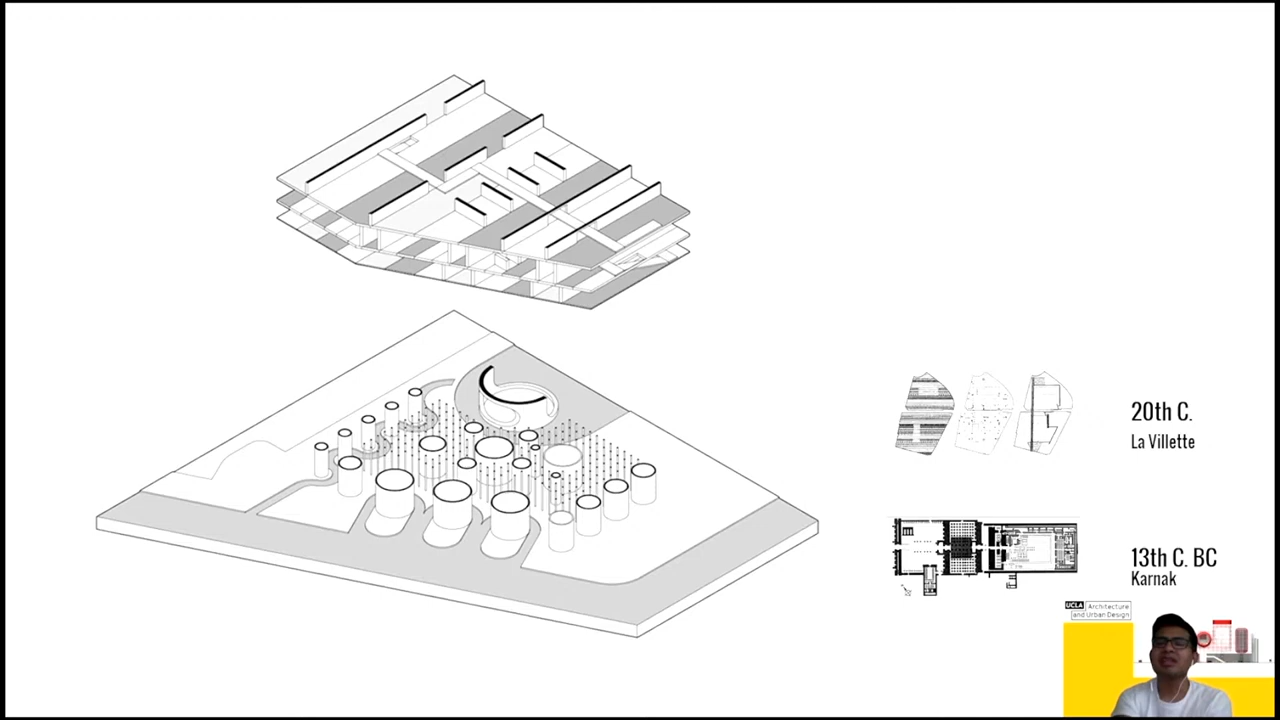 20th C.
La Villette
13th C. BC
Karnak
UCLA Architecture
and Urban Design